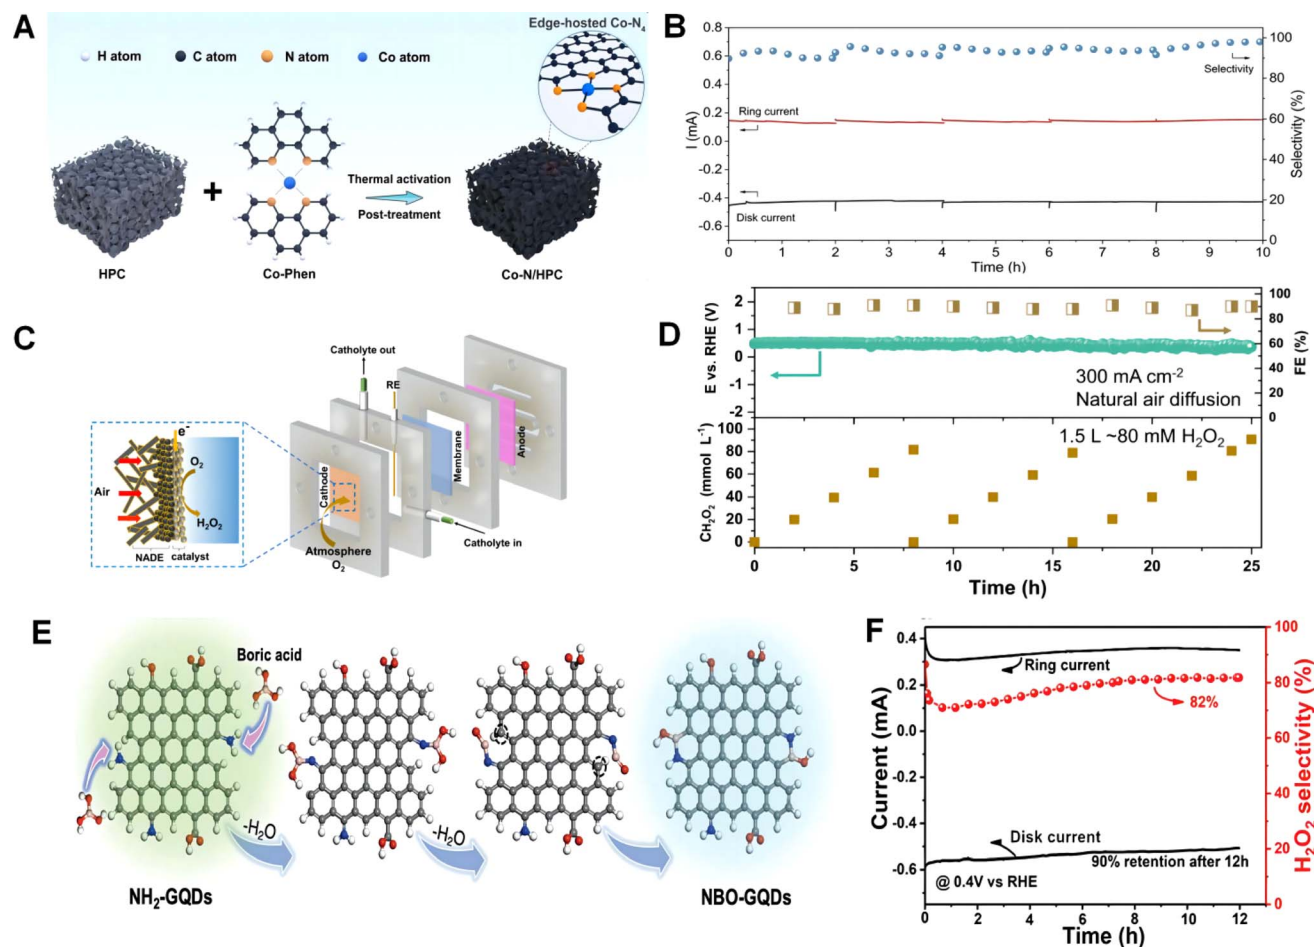 A
Edge-hosted Co-N4
H atom
C atom
N atom
Co atom
+
Thermal activation
Post-treatment
HPC
Co-Phen
Co-N/HPC
B
0.8
0.6
0.4
0.2
0.0
-0.2
-0.4
-0.6
I (mA)
Selectivity
Ring current
Disk current
100
80
60
40
20
0
Selectivity (%)
0 1 2 3 4 5 6 7 8 9 10
Time (h)
C
Catholyte out
RE
Cathode
Membrane
Anode
Atmosphere
O2
Catholyte in
e-
O2
Air
H2O2
NADE
catalyst
D
2
1
0
-1
-2
E vs. RHE (V)
100
80
60
40
20
0
FE (%)
300 mA cm-2
Natural air diffusion
1.5 L ~80 mM H2O2
100
80
60
40
20
0
CH2O2 (mmol L-1)
0 5 10 15 20 25
Time (h)
E
Boric acid
-H2O
-H2O
NH2-GQDs
NBO-GQDs
F
0.4
0.2
0.0
-0.4
-0.6
Current (mA)
Ring current
82%
Disk current
90% retention after 12h
@ 0.4V vs RHE
100
80
60
40
20
0
H2O2 selectivity (%)
0 2 4 6 8 10 12
Time (h)